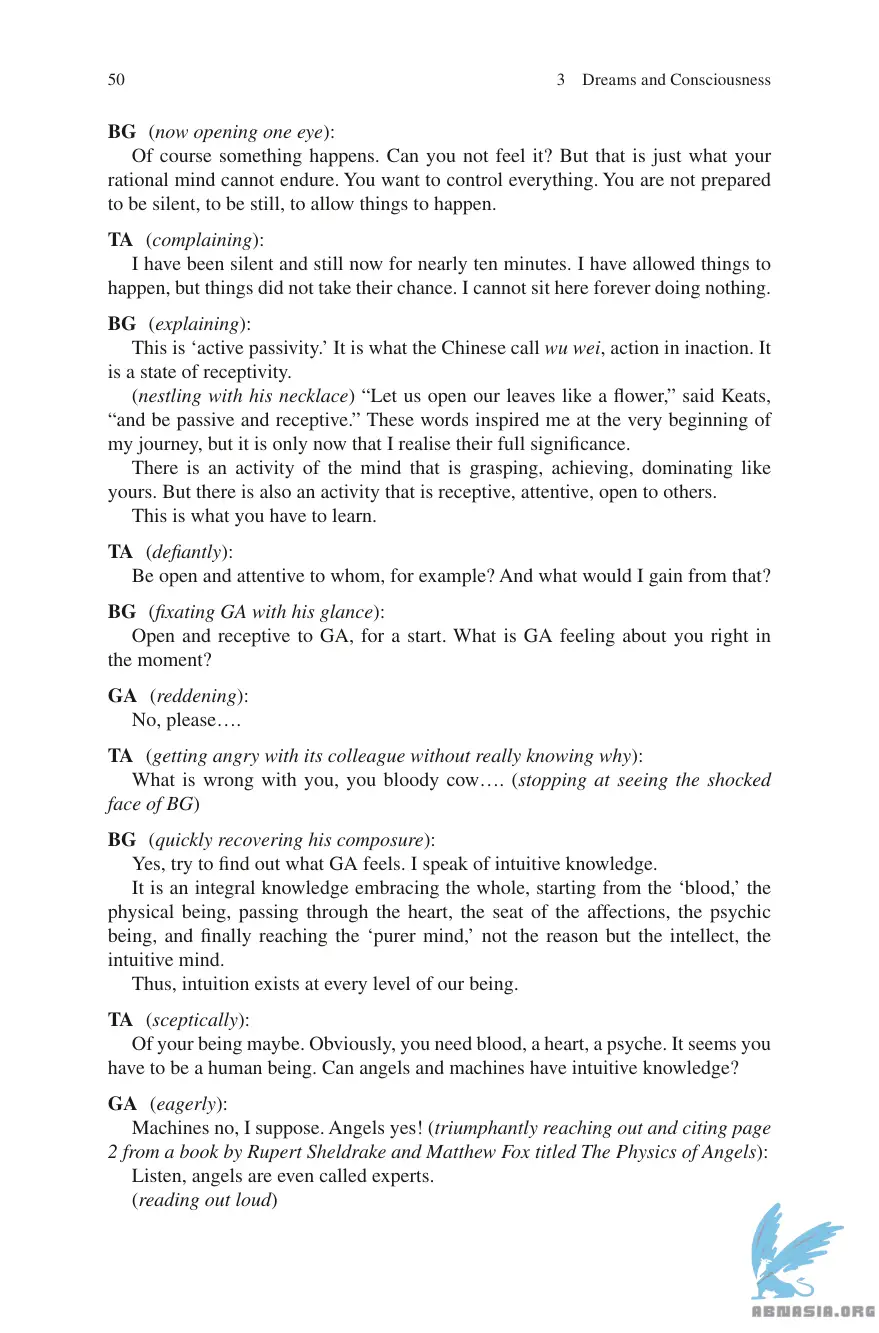 50
3 Dreams and Consciousness
BG (now opening one eye):
Of course something happens. Can you not feel it? But that is just what your
rational mind cannot endure. You want to control everything. You are not prepared
to be silent, to be still, to allow things to happen.
TA (complaining):
I have been silent and still now for nearly ten minutes. I have allowed things to
happen, but things did not take their chance. I cannot sit here forever doing nothing.
BG (explaining):
This is ‘active passivity.’ It is what the Chinese call wu wei, action in inaction. It
is a state of receptivity.
(nestling with his necklace) “Let us open our leaves like a flower,” said Keats,
“and be passive and receptive.” These words inspired me at the very beginning of
my journey, but it is only now that I realise their full significance.
There is an activity of the mind that is grasping, achieving, dominating like
yours. But there is also an activity that is receptive, attentive, open to others.
This is what you have to learn.
TA (defiantly):
Be open and attentive to whom, for example? And what would I gain from that?
BG (fixating GA with his glance):
Open and receptive to GA, for a start. What is GA feeling about you right in
the moment?
GA (reddening):
No, please….
TA (getting angry with its colleague without really knowing why):
What is wrong with you, you bloody cow…. (stopping at seeing the shocked
face of BG)
BG (quickly recovering his composure):
Yes, try to find out what GA feels. I speak of intuitive knowledge.
It is an integral knowledge embracing the whole, starting from the ‘blood,’ the
physical being, passing through the heart, the seat of the affections, the psychic
being, and finally reaching the ‘purer mind,’ not the reason but the intellect, the
intuitive mind.
Thus, intuition exists at every level of our being.
TA (sceptically):
Of your being maybe. Obviously, you need blood, a heart, a psyche. It seems you
have to be a human being. Can angels and machines have intuitive knowledge?
GA (eagerly):
Machines no, I suppose. Angels yes! (triumphantly reaching out and citing page
2 from a book by Rupert Sheldrake and Matthew Fox titled The Physics of Angels):
Listen, angels are even called experts.
(reading out loud)
ABNASIA.ORG